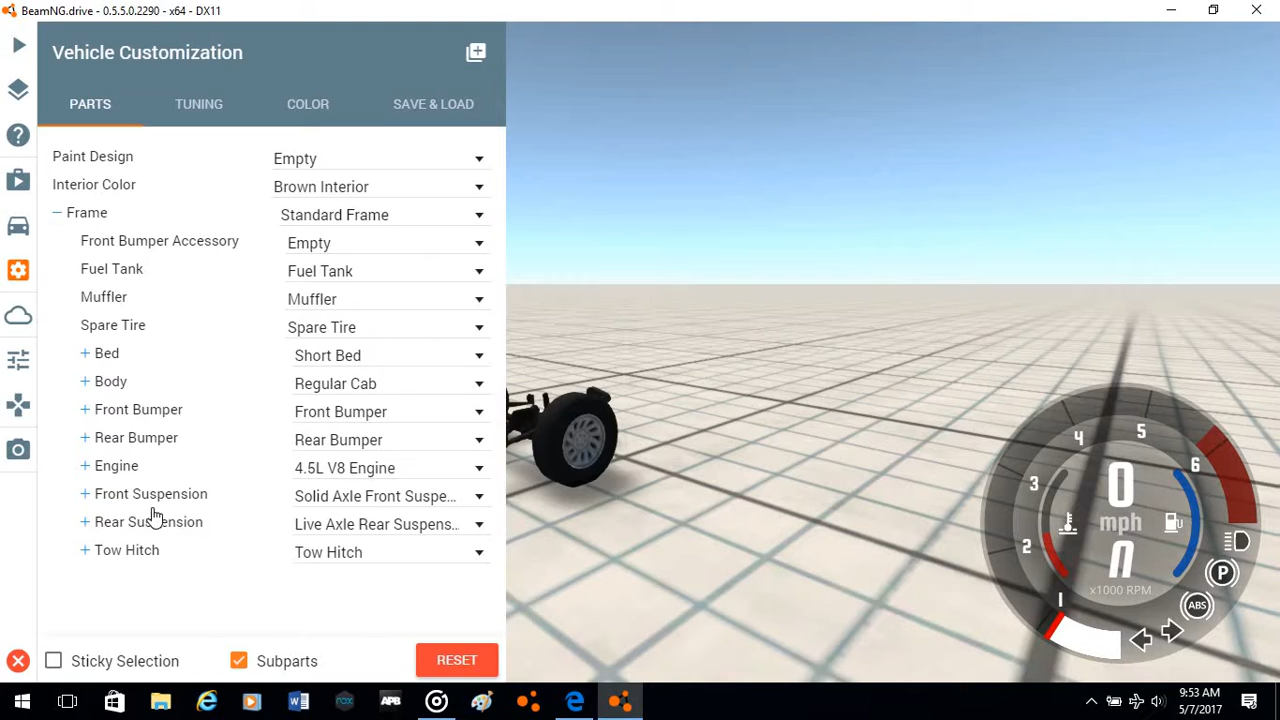 BeamNG.drive - 0.5.5.0.2290 - x64 - DX11
Vehicle Customization
PARTS TUNING COLOR SAVE & LOAD
Paint Design Empty
Interior Color Brown Interior
Frame Standard Frame
Front Bumper Accessory Empty
Fuel Tank Fuel Tank
Muffler Muffler
Spare Tire Spare Tire
Bed Short Bed
Body Regular Cab
Front Bumper Front Bumper
Rear Bumper Rear Bumper
Engine 4.5L V8 Engine
Front Suspension Solid Axle Front Suspe...
Rear Suspension Live Axle Rear Suspens...
Tow Hitch Tow Hitch
Sticky Selection Subparts RESET
1 2 3 4 5 6
0
mph
n
x1000 RPM
P
ABS
nox APB W e
9:53 AM
5/7/2017